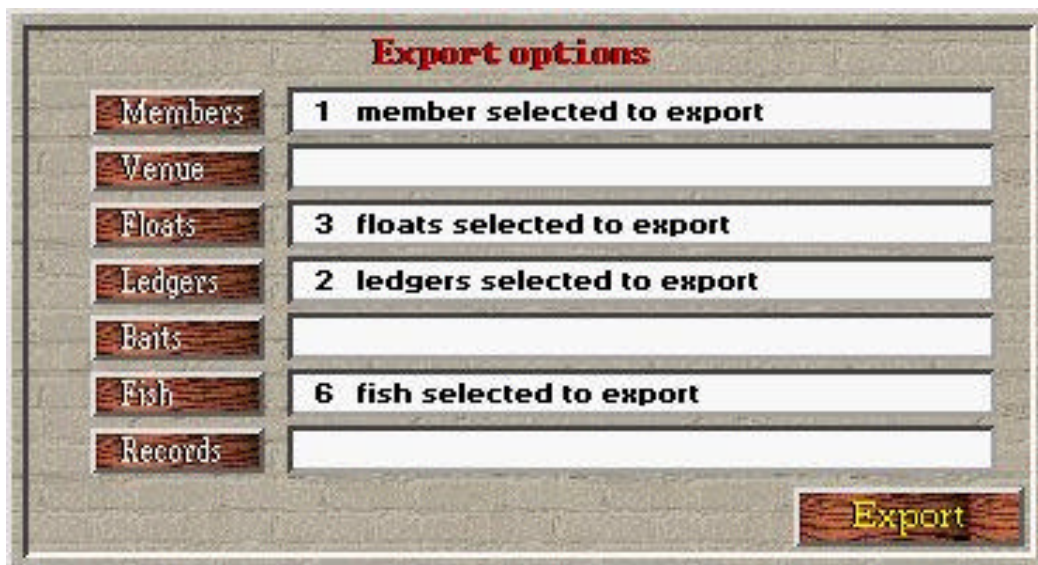 Export options
Members 1 member selected to export
Venue
Floats 3 floats selected to export
Ledgers 2 ledgers selected to export
Baits
Fish 6 fish selected to export
Records
Export